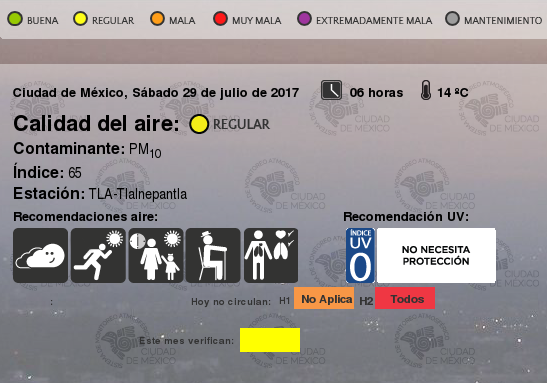 BUENA REGULAR MALA MUY MALA EXTREMADAMENTE MALA MANTENIMIENTO
Ciudad de México, Sábado 29 de julio de 2017 06 horas 14 ºC
Calidad del aire: REGULAR
Contaminante: PM10
Índice: 65
Estación: TLA-Tlalnepantla
Recomendaciones aire: Recomendación UV:
ÍNDICE UV 0 NO NECESITA PROTECCIÓN
: Hoy no circulan: H1 No Aplica H2 Todos
Este mes verifican: